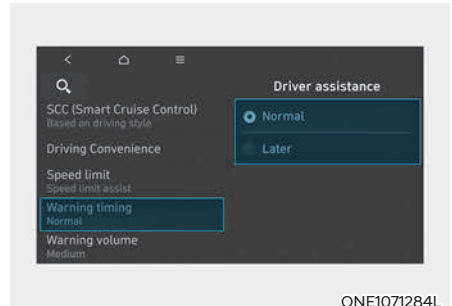 Driver assistance
SCC (Smart Cruise Control)
Based on driving style
Driving Convenience
Speed limit
Speed limit assist
Warning timing
Normal
Warning volume
Medium
Normal
Later
ONE1071284L